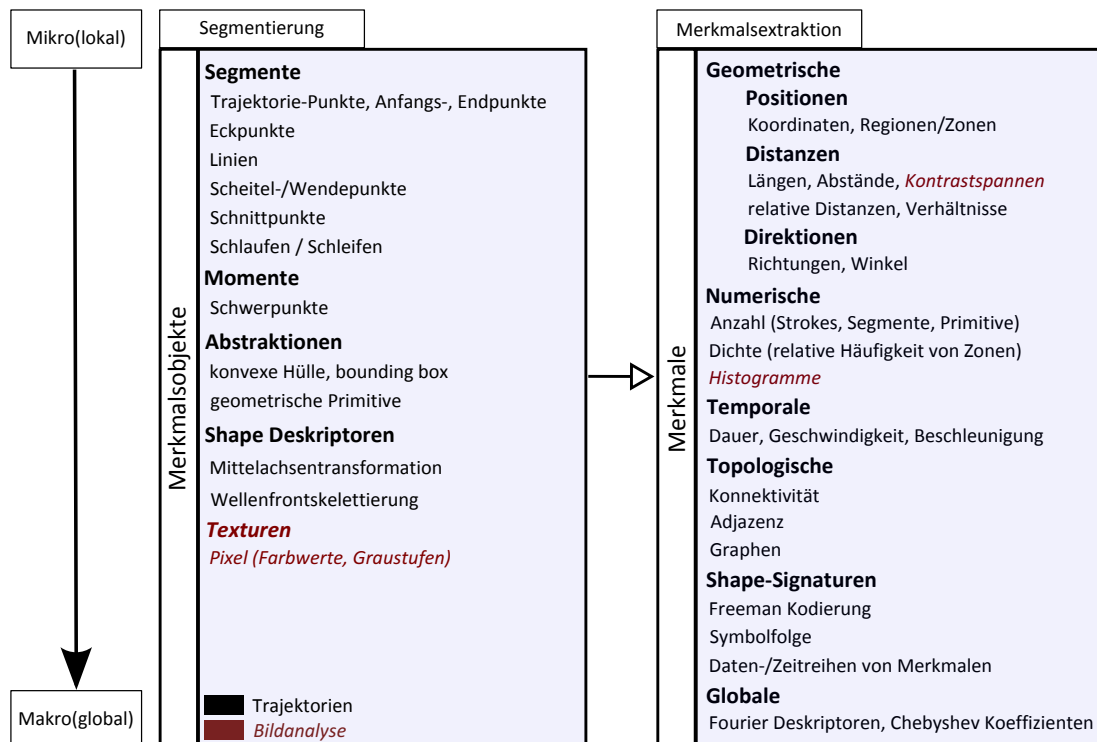 Mikro(lokal)
Makro(global)
Segmentierung
Merkmalsobjekte
Segmente
Trajektorie-Punkte, Anfangs-, Endpunkte
Eckpunkte
Linien
Scheitel-/Wendepunkte
Schnittpunkte
Schlaufen / Schleifen
Momente
Schwerpunkte
Abstraktionen
konvexe Hülle, bounding box
geometrische Primitive
Shape Deskriptoren
Mittelachsentransformation
Wellenfrontskelettierung
Texturen
Pixel (Farbwerte, Graustufen)
Trajektorien
Bildanalyse
Merkmalsextraktion
Merkmale
Geometrische
Positionen
Koordinaten, Regionen/Zonen
Distanzen
Längen, Abstände, Kontrastspannen
relative Distanzen, Verhältnisse
Direktionen
Richtungen, Winkel
Numerische
Anzahl (Strokes, Segmente, Primitive)
Dichte (relative Häufigkeit von Zonen)
Histogramme
Temporale
Dauer, Geschwindigkeit, Beschleunigung
Topologische
Konnektivität
Adjazenz
Graphen
Shape-Signaturen
Freeman Kodierung
Symbolfolge
Daten-/Zeitreihen von Merkmalen
Globale
Fourier Deskriptoren, Chebyshev Koeffizienten